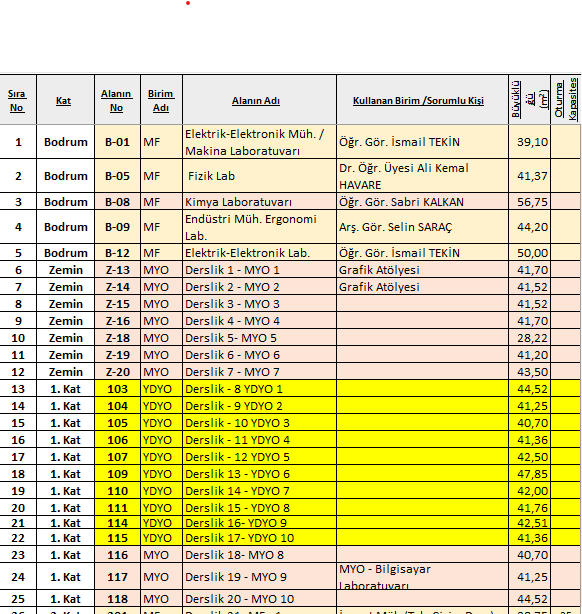 Sıra No | Kat | Alanın No | Birim Adı | Alanın Adı | Kullanan Birim /Sorumlu Kişi | Büyüklüğü (m²) | Oturma Kapasites
1 | Bodrum | B-01 | MF | Elektrik-Elektronik Müh. / Makina Laboratuvarı | Öğr. Gör. İsmail TEKİN | 39,10
2 | Bodrum | B-05 | MF | Fizik Lab | Dr. Öğr. Üyesi Ali Kemal HAVARE | 41,37
3 | Bodrum | B-08 | MF | Kimya Laboratuvarı | Öğr. Gör. Sabri KALKAN | 56,75
4 | Bodrum | B-09 | MF | Endüstri Müh. Ergonomi Lab. | Arş. Gör. Selin SARAÇ | 44,20
5 | Bodrum | B-12 | MF | Elektrik-Elektronik Lab. | Öğr. Gör. İsmail TEKİN | 50,00
6 | Zemin | Z-13 | MYO | Derslik 1 - MYO 1 | Grafik Atölyesi | 41,70
7 | Zemin | Z-14 | MYO | Derslik 2 - MYO 2 | Grafik Atölyesi | 41,52
8 | Zemin | Z-15 | MYO | Derslik 3 - MYO 3 | 41,52
9 | Zemin | Z-16 | MYO | Derslik 4 - MYO 4 | 41,70
10 | Zemin | Z-18 | MYO | Derslik 5- MYO 5 | 28,22
11 | Zemin | Z-19 | MYO | Derslik 6 - MYO 6 | 41,20
12 | Zemin | Z-20 | MYO | Derslik 7 - MYO 7 | 43,50
13 | 1. Kat | 103 | YDYO | Derslik - 8 YDYO 1 | 44,52
14 | 1. Kat | 104 | YDYO | Derslik - 9 YDYO 2 | 41,25
15 | 1. Kat | 105 | YDYO | Derslik - 10 YDYO 3 | 40,70
16 | 1. Kat | 106 | YDYO | Derslik - 11 YDYO 4 | 41,36
17 | 1. Kat | 107 | YDYO | Derslik - 12 YDYO 5 | 42,50
18 | 1. Kat | 109 | YDYO | Derslik 13 - YDYO 6 | 47,85
19 | 1. Kat | 110 | YDYO | Derslik 14 - YDYO 7 | 42,00
20 | 1. Kat | 111 | YDYO | Derslik 15 - YDYO 8 | 41,76
21 | 1. Kat | 114 | YDYO | Derslik 16- YDYO 9 | 42,51
22 | 1. Kat | 115 | YDYO | Derslik 17- YDYO 10 | 41,36
23 | 1. Kat | 116 | MYO | Derslik 18- MYO 8 | 40,70
24 | 1. Kat | 117 | MYO | Derslik 19 - MYO 9 | MYO - Bilgisayar Laboratuvarı | 41,25
25 | 1. Kat | 118 | MYO | Derslik 20 - MYO 10 | 44,52